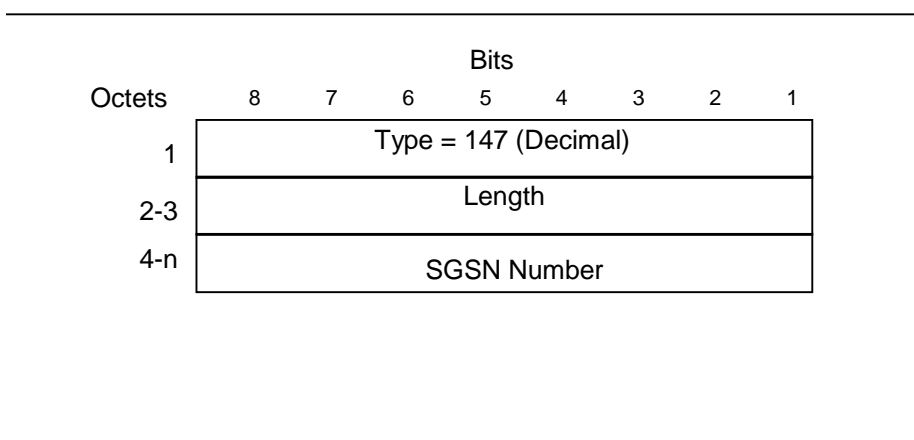 Bits
Octets 8 7 6 5 4 3 2 1
1 Type = 147 (Decimal)
2-3 Length
4-n SGSN Number